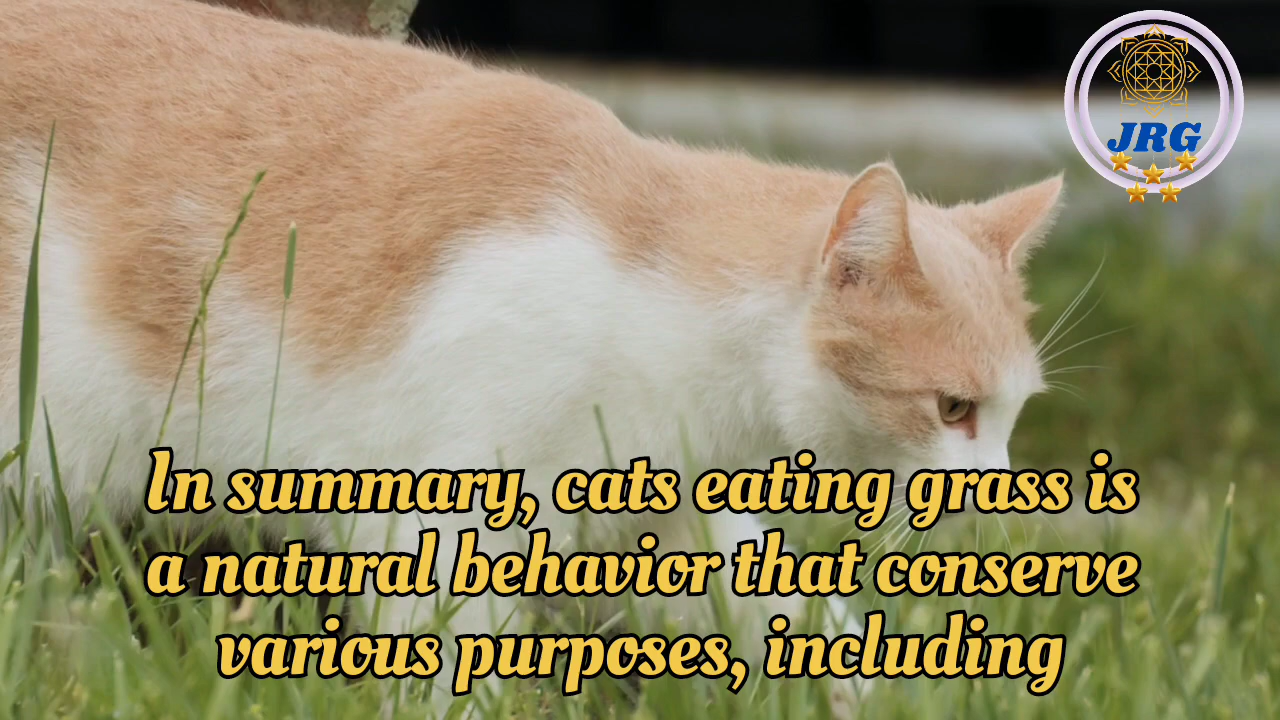 JRG
In summary, cats eating grass is
a natural behavior that conserve
various purposes, including